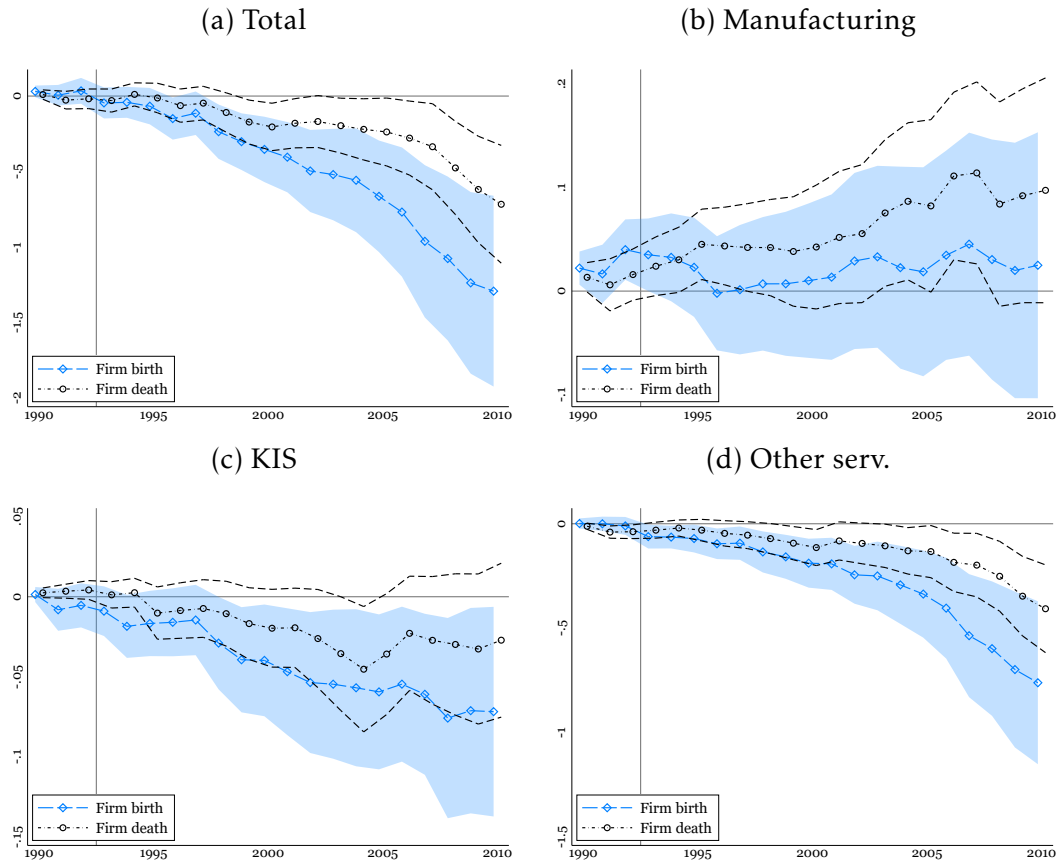 (a) Total
0
-.5
-1
-1.5
-2
Firm birth
Firm death
1990 1995 2000 2005 2010
(b) Manufacturing
.2
.1
0
-.1
Firm birth
Firm death
1990 1995 2000 2005 2010
(c) KIS
.05
0
-.05
-.1
-.15
Firm birth
Firm death
1990 1995 2000 2005 2010
(d) Other serv.
0
-.5
-1
-1.5
Firm birth
Firm death
1990 1995 2000 2005 2010